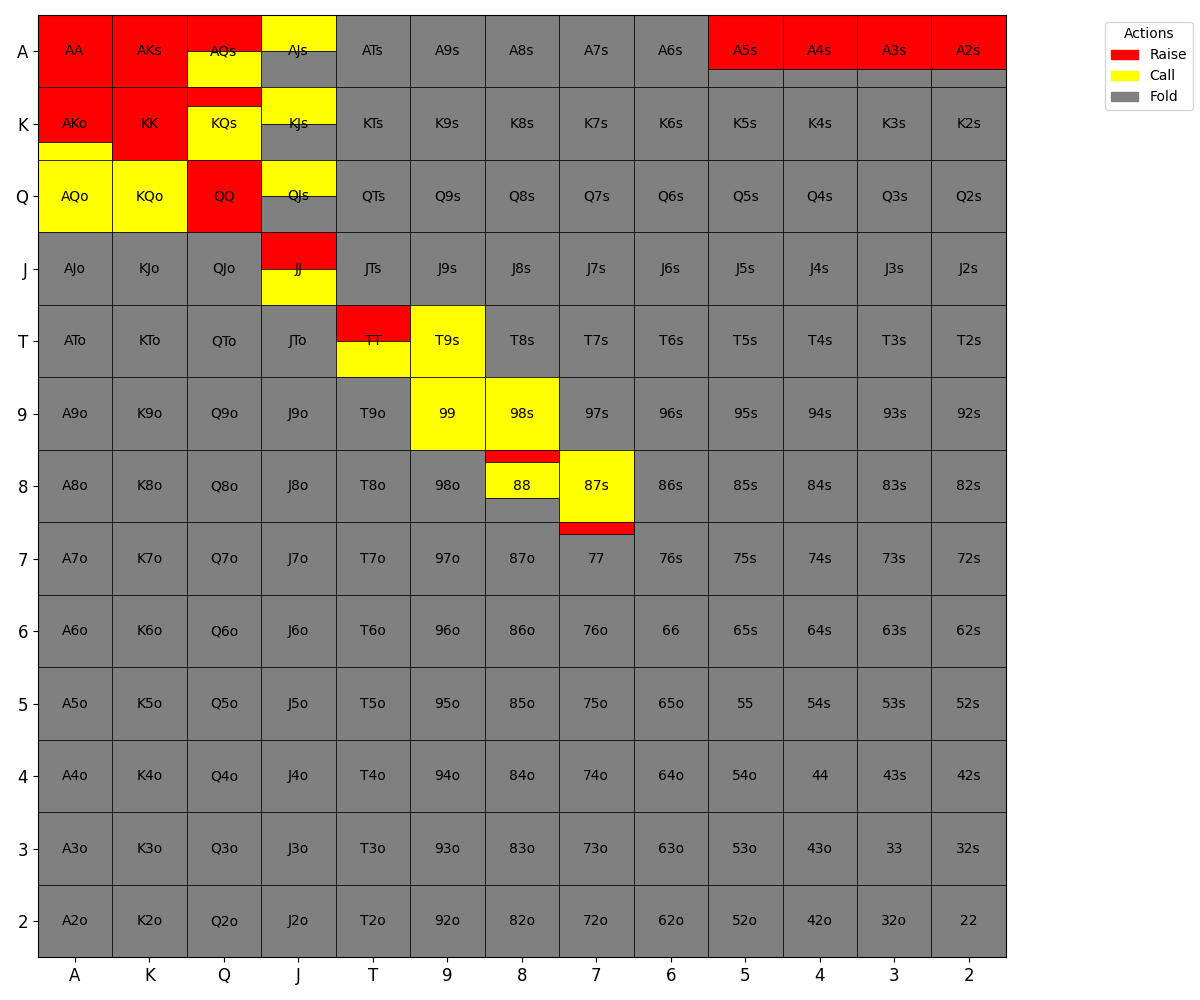 Actions
Raise
Call
Fold
A AA AKs AQs AJs ATs A9s A8s A7s A6s A5s A4s A3s A2s
K AKo KK KQs KJs KTs K9s K8s K7s K6s K5s K4s K3s K2s
Q AQo KQo QQ QJs QTs Q9s Q8s Q7s Q6s Q5s Q4s Q3s Q2s
J AJo KJo QJo JJ JTs J9s J8s J7s J6s J5s J4s J3s J2s
T ATo KTo QTo JTo TT T9s T8s T7s T6s T5s T4s T3s T2s
9 A9o K9o Q9o J9o T9o 99 98s 97s 96s 95s 94s 93s 92s
8 A8o K8o Q8o J8o T8o 98o 88 87s 86s 85s 84s 83s 82s
7 A7o K7o Q7o J7o T7o 97o 87o 77 76s 75s 74s 73s 72s
6 A6o K6o Q6o J6o T6o 96o 86o 76o 66 65s 64s 63s 62s
5 A5o K5o Q5o J5o T5o 95o 85o 75o 65o 55 54s 53s 52s
4 A4o K4o Q4o J4o T4o 94o 84o 74o 64o 54o 44 43s 42s
3 A3o K3o Q3o J3o T3o 93o 83o 73o 63o 53o 43o 33 32s
2 A2o K2o Q2o J2o T2o 92o 82o 72o 62o 52o 42o 32o 22
A K Q J T 9 8 7 6 5 4 3 2